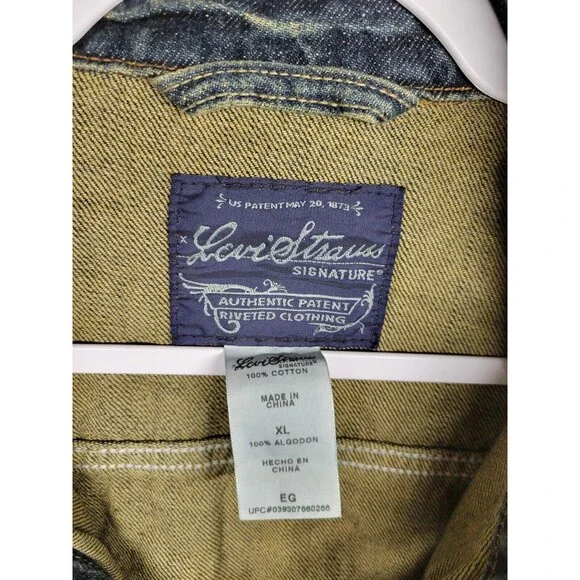 US PATENT MAY 20, 1873
x Levi Strauss
SIGNATURE®
AUTHENTIC PATENT
RIVETED CLOTHING
Levi Strauss
SIGNATURE®
100% COTTON
MADE IN
CHINA
XL
100% ALGODON
HECHO EN
CHINA
EG
UPC#039307660266